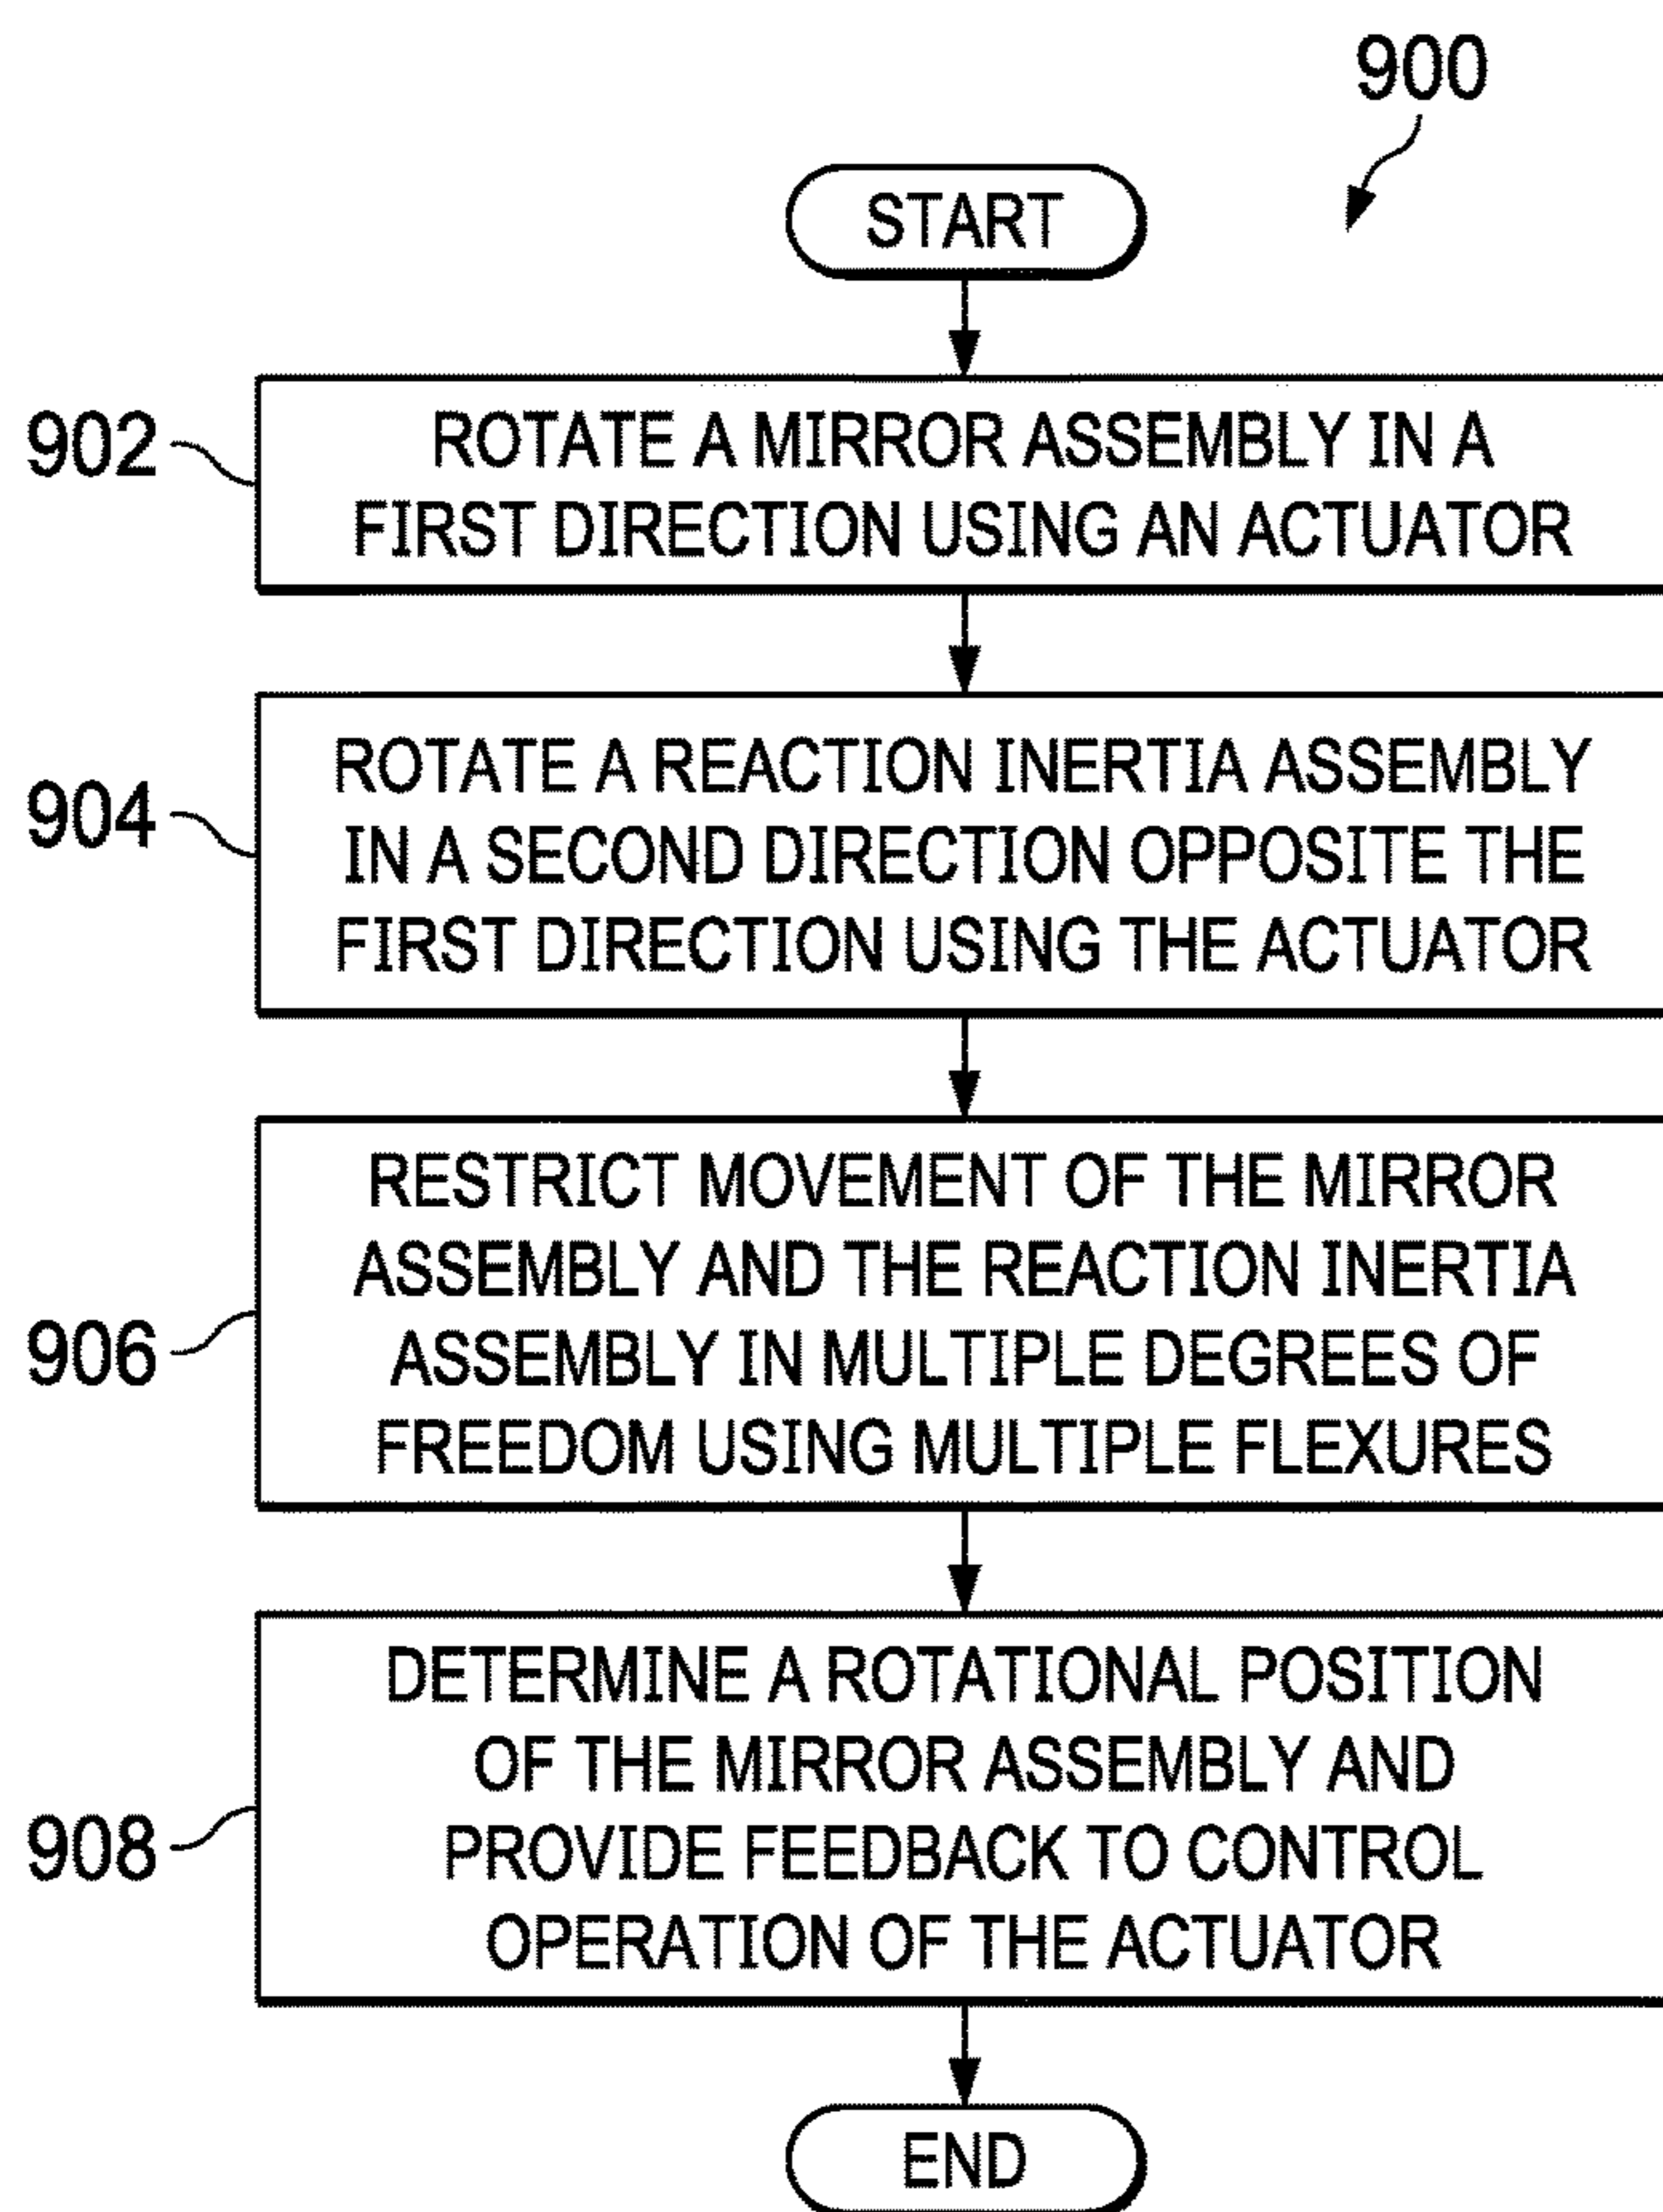 900
START
902
ROTATE A MIRROR ASSEMBLY IN A
FIRST DIRECTION USING AN ACTUATOR
904
ROTATE A REACTION INERTIA ASSEMBLY
IN A SECOND DIRECTION OPPOSITE THE
FIRST DIRECTION USING THE ACTUATOR
906
RESTRICT MOVEMENT OF THE MIRROR
ASSEMBLY AND THE REACTION INERTIA
ASSEMBLY IN MULTIPLE DEGREES OF
FREEDOM USING MULTIPLE FLEXURES
908
DETERMINE A ROTATIONAL POSITION
OF THE MIRROR ASSEMBLY AND
PROVIDE FEEDBACK TO CONTROL
OPERATION OF THE ACTUATOR
END